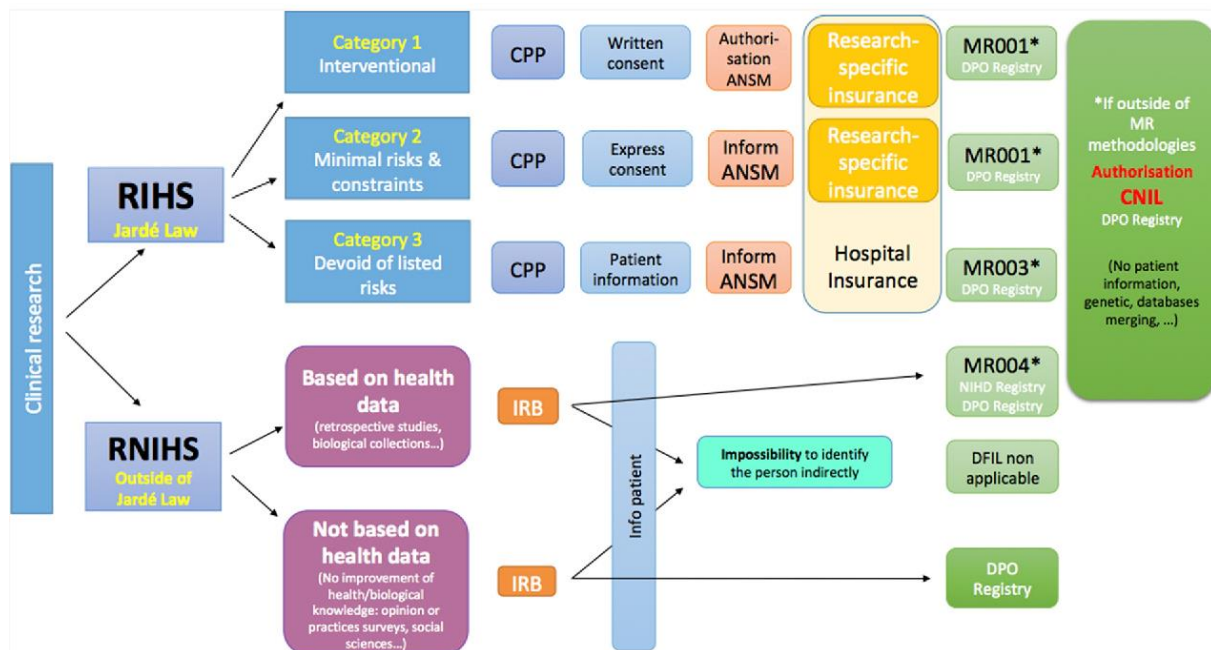 Clinical research
RIHS
Jardé Law
RNIHS
Outside of
Jardé Law
Category 1
Interventional
CPP
Written
consent
Authori-
sation
ANSM
Research-
specific
insurance
MR001*
DPO Registry
Category 2
Minimal risks &
constraints
CPP
Express
consent
Inform
ANSM
Research-
specific
insurance
MR001*
DPO Registry
Category 3
Devoid of listed
risks
CPP
Patient
information
Inform
ANSM
Hospital
Insurance
MR003*
DPO Registry
*If outside of
MR
methodologies
Authorisation
CNIL
DPO Registry
(No patient
information,
genetic, databases
merging, ...)
Based on health
data
(retrospective studies,
biological collections...)
IRB
Info patient
MR004*
NIHD Registry
DPO Registry
Impossibility to identify
the person indirectly
DFIL non
applicable
Not based on
health data
(No improvement of
health/biological
knowledge: opinion or
practices surveys, social
sciences...)
IRB
DPO
Registry